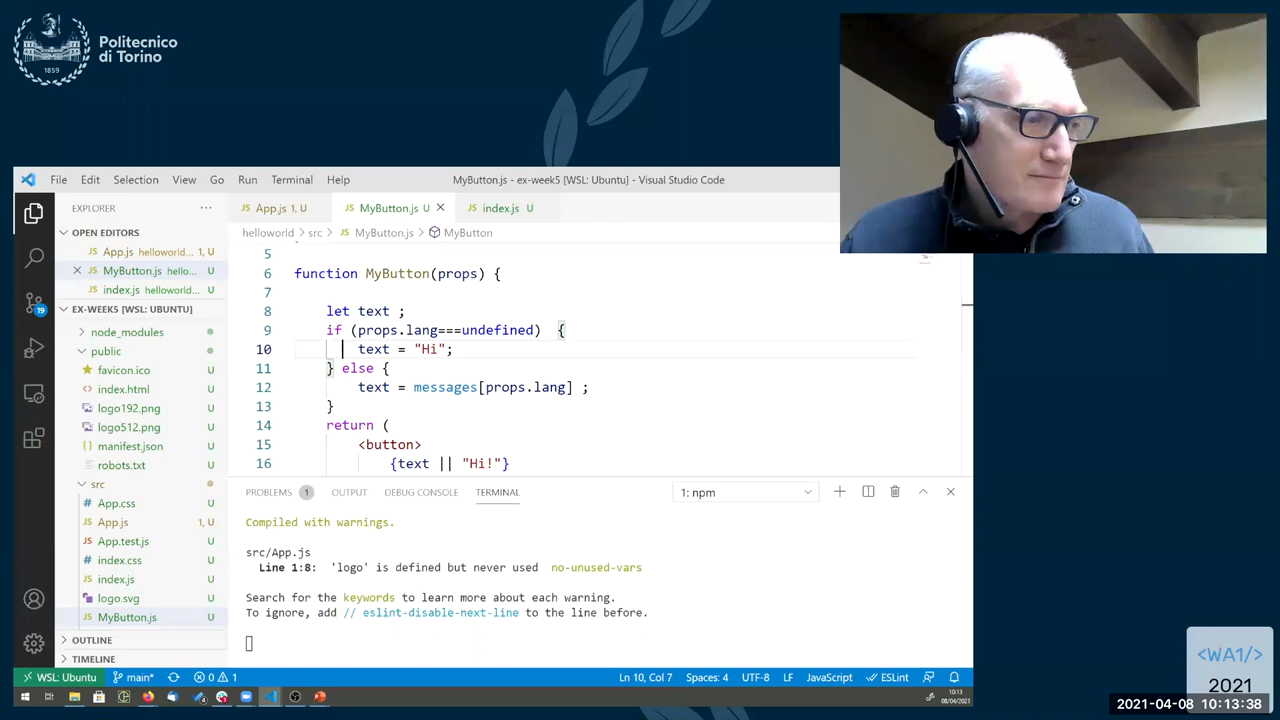 Politecnico
di Torino
1859
File Edit Selection View Go Run Terminal Help MyButton.js - ex-week5 [WSL: Ubuntu] - Visual Studio Code
EXPLORER
App.js 1, U
MyButton.js U
index.js U
OPEN EDITORS
helloworld > src > JS MyButton.js > MyButton
JS App.js helloworld... 1, U
JS MyButton.js hello... U
JS index.js hellowor... U
EX-WEEK5 [WSL: UBUNTU]
node_modules
public
favicon.ico U
index.html U
logo192.png U
logo512.png U
manifest.json U
robots.txt U
src
App.css U
JS App.js 1, U
JS App.test.js U
index.css U
JS index.js U
logo.svg U
JS MyButton.js U
OUTLINE
TIMELINE
19
5
6 function MyButton(props) {
7
8 let text ;
9 if (props.lang===undefined) {
10 text = "Hi";
11 } else {
12 text = messages[props.lang] ;
13 }
14 return (
15 <button>
16 {text || "Hi!"}
PROBLEMS 1 OUTPUT DEBUG CONSOLE TERMINAL 1: npm
Compiled with warnings.
src/App.js
Line 1:8: 'logo' is defined but never used no-unused-vars
Search for the keywords to learn more about each warning.
To ignore, add // eslint-disable-next-line to the line before.
WSL: Ubuntu main* 0 1 Ln 10, Col 7 Spaces: 4 UTF-8 LF JavaScript ESLint
10:13
08/04/2021
<WA1/>
2021
2021-04-08 10:13:38